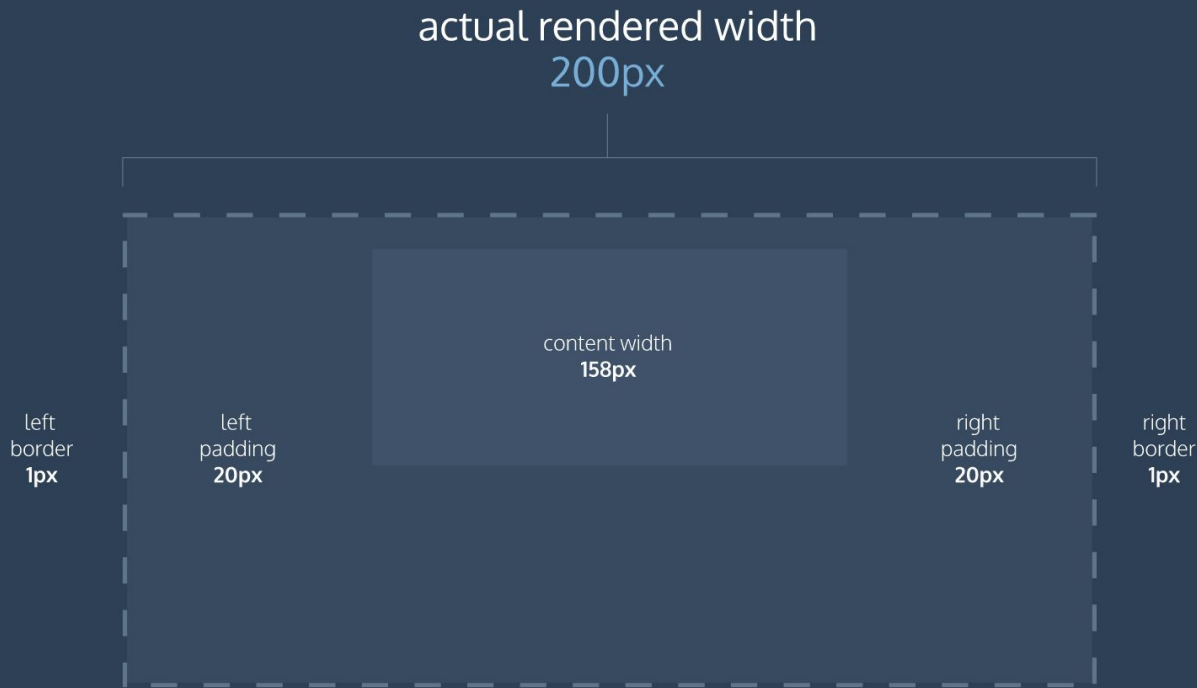 actual rendered width
200px
content width
158px
left
border
1px
left
padding
20px
right
padding
20px
right
border
1px